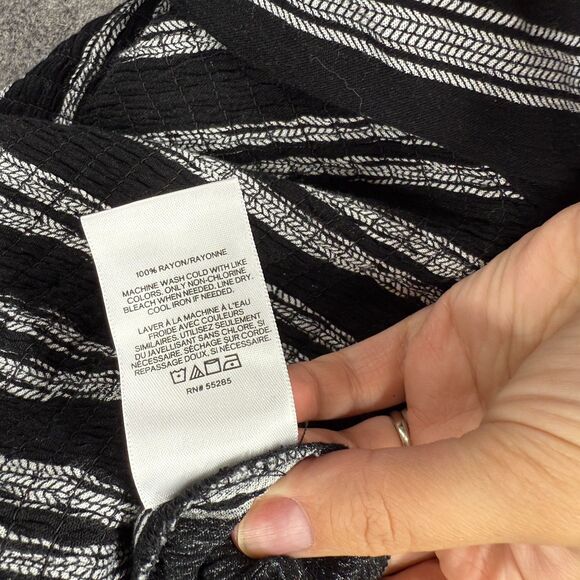 100% RAYON/RAYONNE
MACHINE WASH COLD WITH LIKE
COLORS. ONLY NON-CHLORINE
BLEACH WHEN NEEDED. LINE DRY.
COOL IRON IF NEEDED.
LAVER À LA MACHINE À L'EAU
FROIDE AVEC COULEURS
SIMILAIRES. UTILISEZ SEULEMENT
DU JAVELLISANT SANS CHLORE, SI
NÉCESSAIRE. SÉCHAGE SUR CORDE.
REPASSAGE DOUX, SI NÉCESSAIRE.
RN# 55285